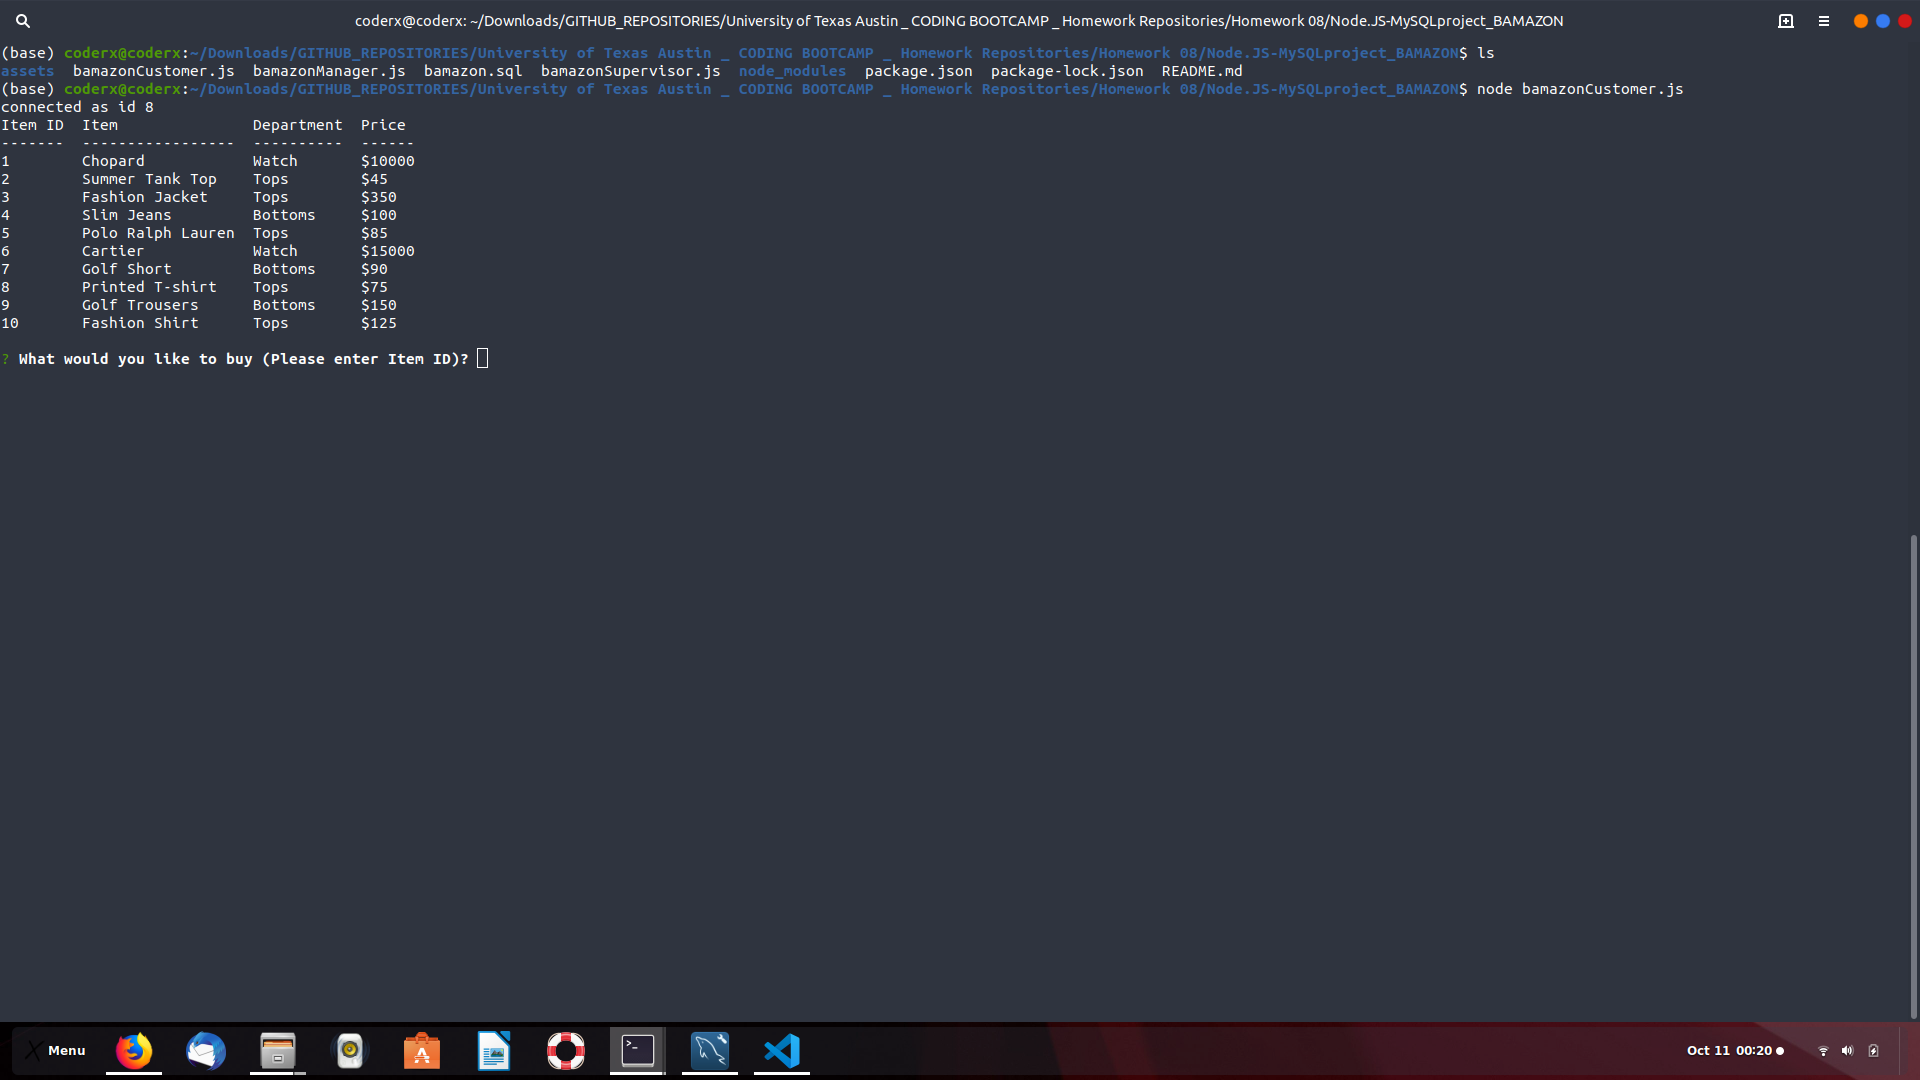 coderx@coderx: ~/Downloads/GITHUB_REPOSITORIES/University of Texas Austin _ CODING BOOTCAMP _ Homework Repositories/Homework 08/Node.JS-MySQLproject_BAMAZON
(base) coderx@coderx:~/Downloads/GITHUB_REPOSITORIES/University of Texas Austin _ CODING BOOTCAMP _ Homework Repositories/Homework 08/Node.JS-MySQLproject_BAMAZON$ ls
assets  bamazonCustomer.js  bamazonManager.js  bamazon.sql  bamazonSupervisor.js  node_modules  package.json  package-lock.json  README.md
(base) coderx@coderx:~/Downloads/GITHUB_REPOSITORIES/University of Texas Austin _ CODING BOOTCAMP _ Homework Repositories/Homework 08/Node.JS-MySQLproject_BAMAZON$ node bamazonCustomer.js
connected as id 8
Item ID  Item               Department  Price
-------  -----------------  ----------  ------
1        Chopard            Watch       $10000
2        Summer Tank Top    Tops        $45
3        Fashion Jacket     Tops        $350
4        Slim Jeans         Bottoms     $100
5        Polo Ralph Lauren  Tops        $85
6        Cartier            Watch       $15000
7        Golf Short         Bottoms     $90
8        Printed T-shirt    Tops        $75
9        Golf Trousers      Bottoms     $150
10       Fashion Shirt      Tops        $125
? What would you like to buy (Please enter Item ID)?
Menu
Oct 11 00:20